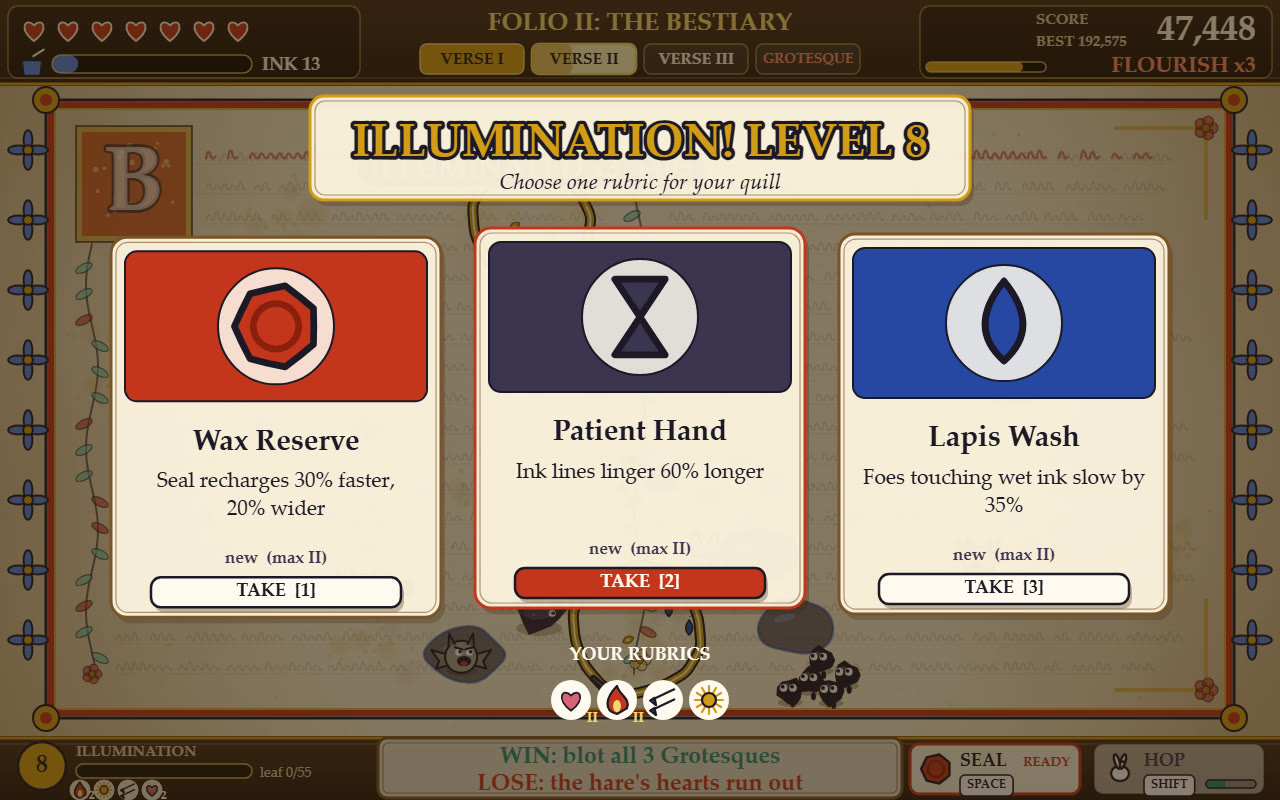 FOLIO II: THE BESTIARY
VERSE I
VERSE II
VERSE III
GROTESQUE
INK 13
SCORE
47,448
BEST 192,575
FLOURISH x3
B
ILLUMINATION! LEVEL 8
Choose one rubric for your quill
Wax Reserve
Seal recharges 30% faster,
20% wider
new (max II)
TAKE [1]
Patient Hand
Ink lines linger 60% longer
new (max II)
TAKE [2]
Lapis Wash
Foes touching wet ink slow by
35%
new (max II)
TAKE [3]
YOUR RUBRICS
II
II
8
ILLUMINATION
leaf 0/55
2
2
WIN: blot all 3 Grotesques
LOSE: the hare's hearts run out
SEAL
READY
SPACE
HOP
SHIFT